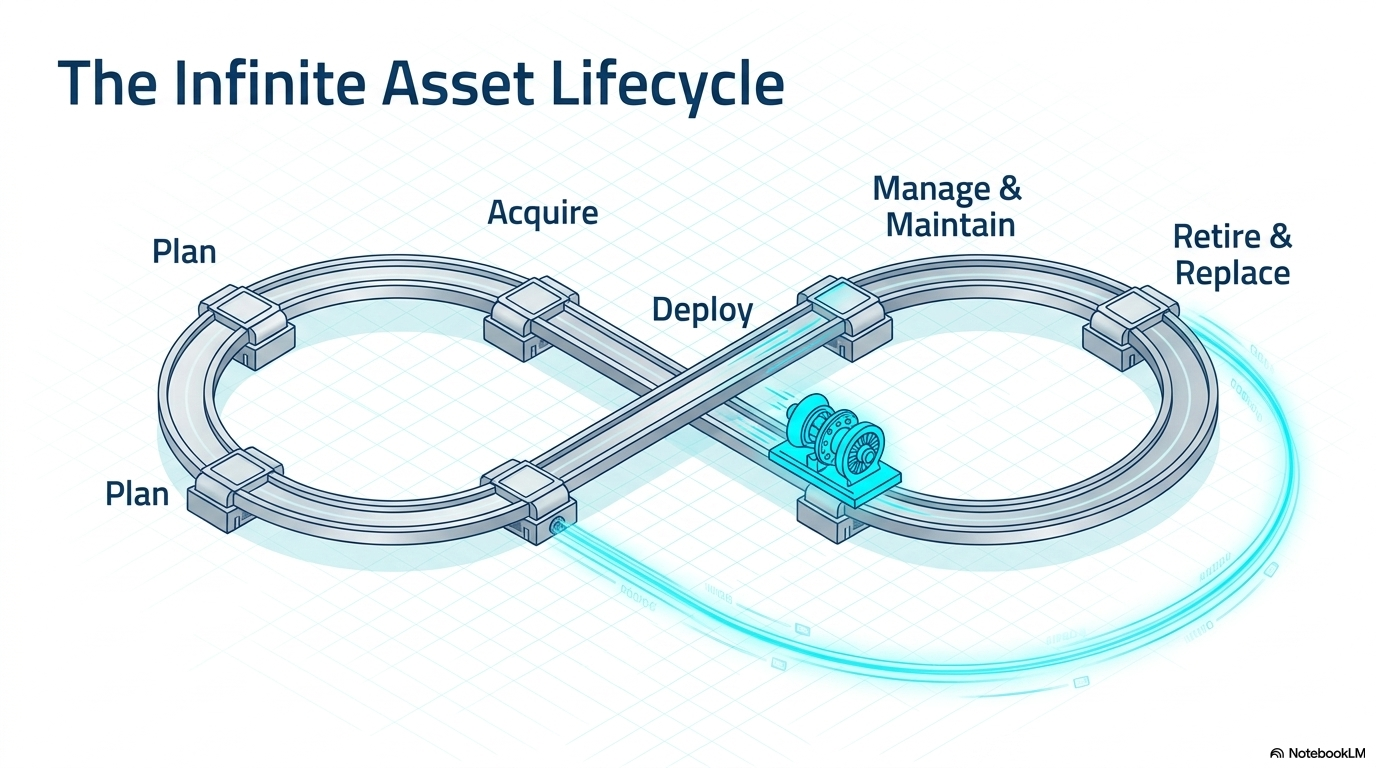 The Infinite Asset Lifecycle
Plan
Acquire
Deploy
Manage &
Maintain
Retire &
Replace
Plan
NotebookLM